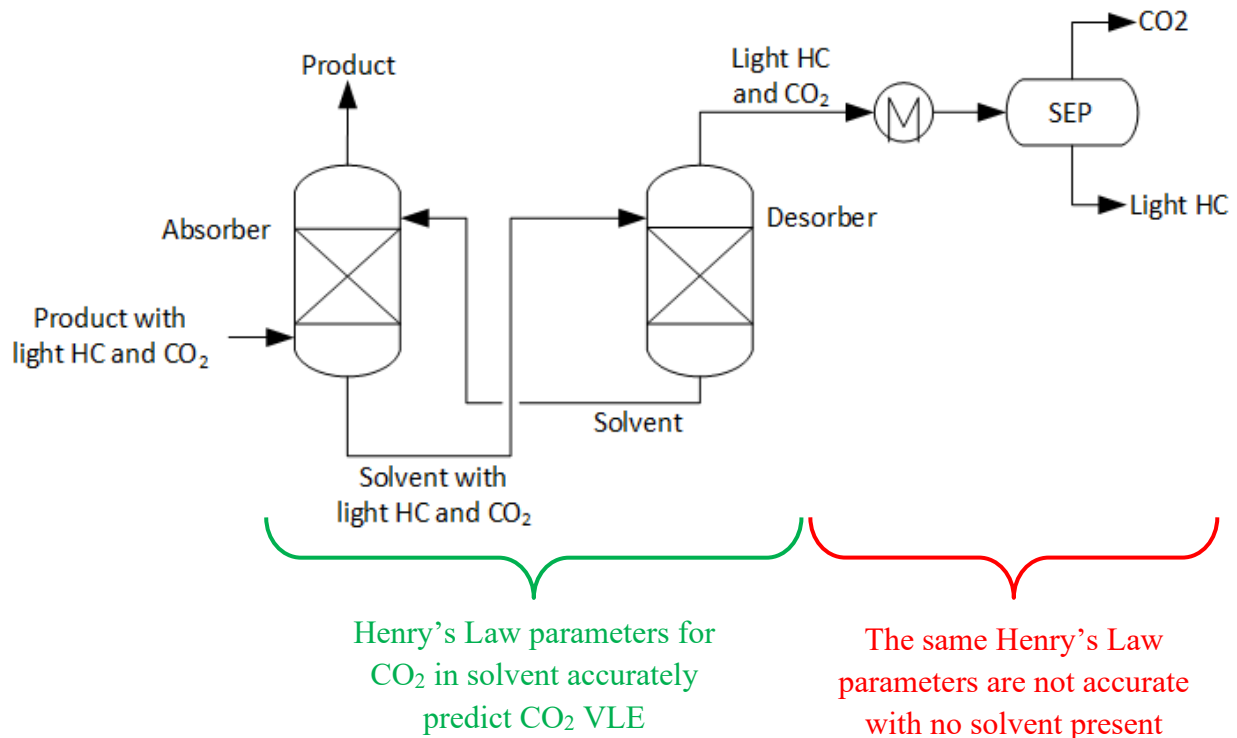 CO2
Product
Light HC
and CO₂
SEP
Absorber
Desorber
Light HC
Product with
light HC and CO₂
Solvent
Solvent with
light HC and CO₂
Henry’s Law parameters for
CO₂ in solvent accurately
predict CO₂ VLE
The same Henry’s Law
parameters are not accurate
with no solvent present